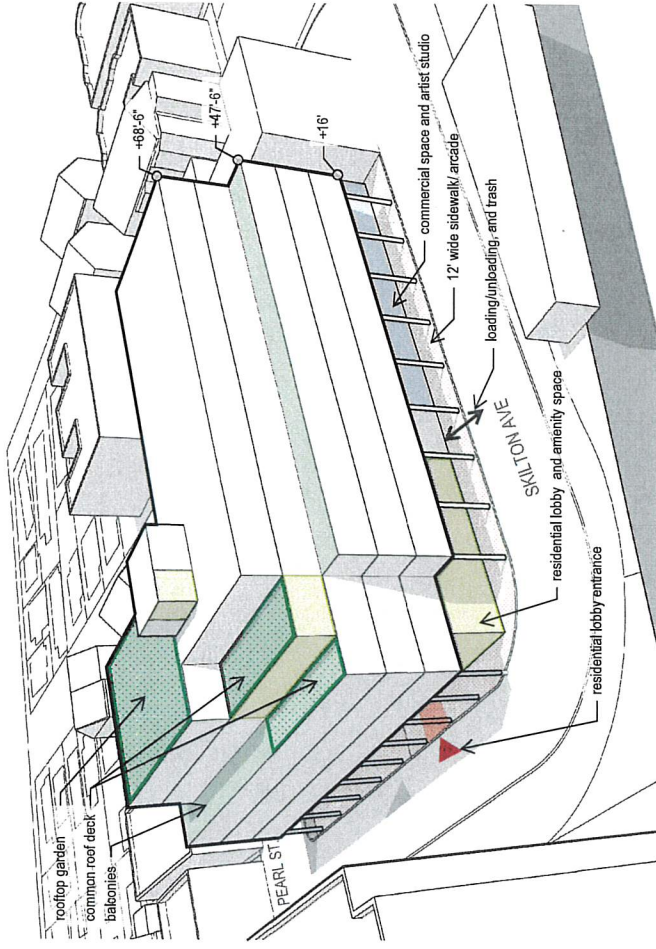 rooftop garden
common roof deck
balconies
PEARL ST
+68'-6"
+47'-6"
+16'
commercial space and artist studio
12' wide sidewalk/ arcade
loading/unloading, and trash
SKILTON AVE
residential lobby and amenity space
residential lobby entrance